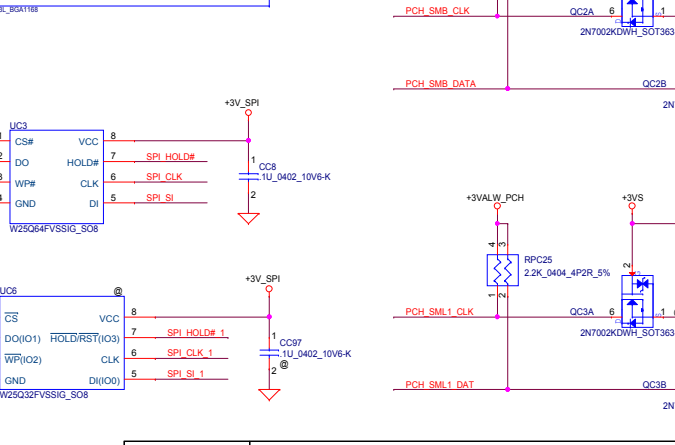 PCH_SMB_CLK
QC2A
6
1
2N7002KDWH_SOT363
PCH_SMB_DATA
QC2B
2N
+3V_SPI
UC3
CS#
VCC
8
DO
HOLD#
7
SPI_HOLD#
WP#
CLK
6
SPI_CLK
GND
DI
5
SPI_SI
W25Q64FVSSIG_SO8
1
CC8
.1U_0402_10V6-K
2
+3VALW_PCH
+3VS
4
3
RPC25
2.2K_0404_4P2R_5%
1
2
2
PCH_SML1_CLK
QC3A
6
1
2N7002KDWH_SOT363
PCH_SML1_DAT
QC3B
2N
UC6
@
+3V_SPI
CS
VCC
8
DO(IO1)
HOLD/RST(IO3)
7
SPI_HOLD#_1
WP(IO2)
CLK
6
SPI_CLK_1
GND
DI(IO0)
5
SPI_SI_1
W25Q32FVSSIG_SO8
1
CC97
.1U_0402_10V6-K
2
@